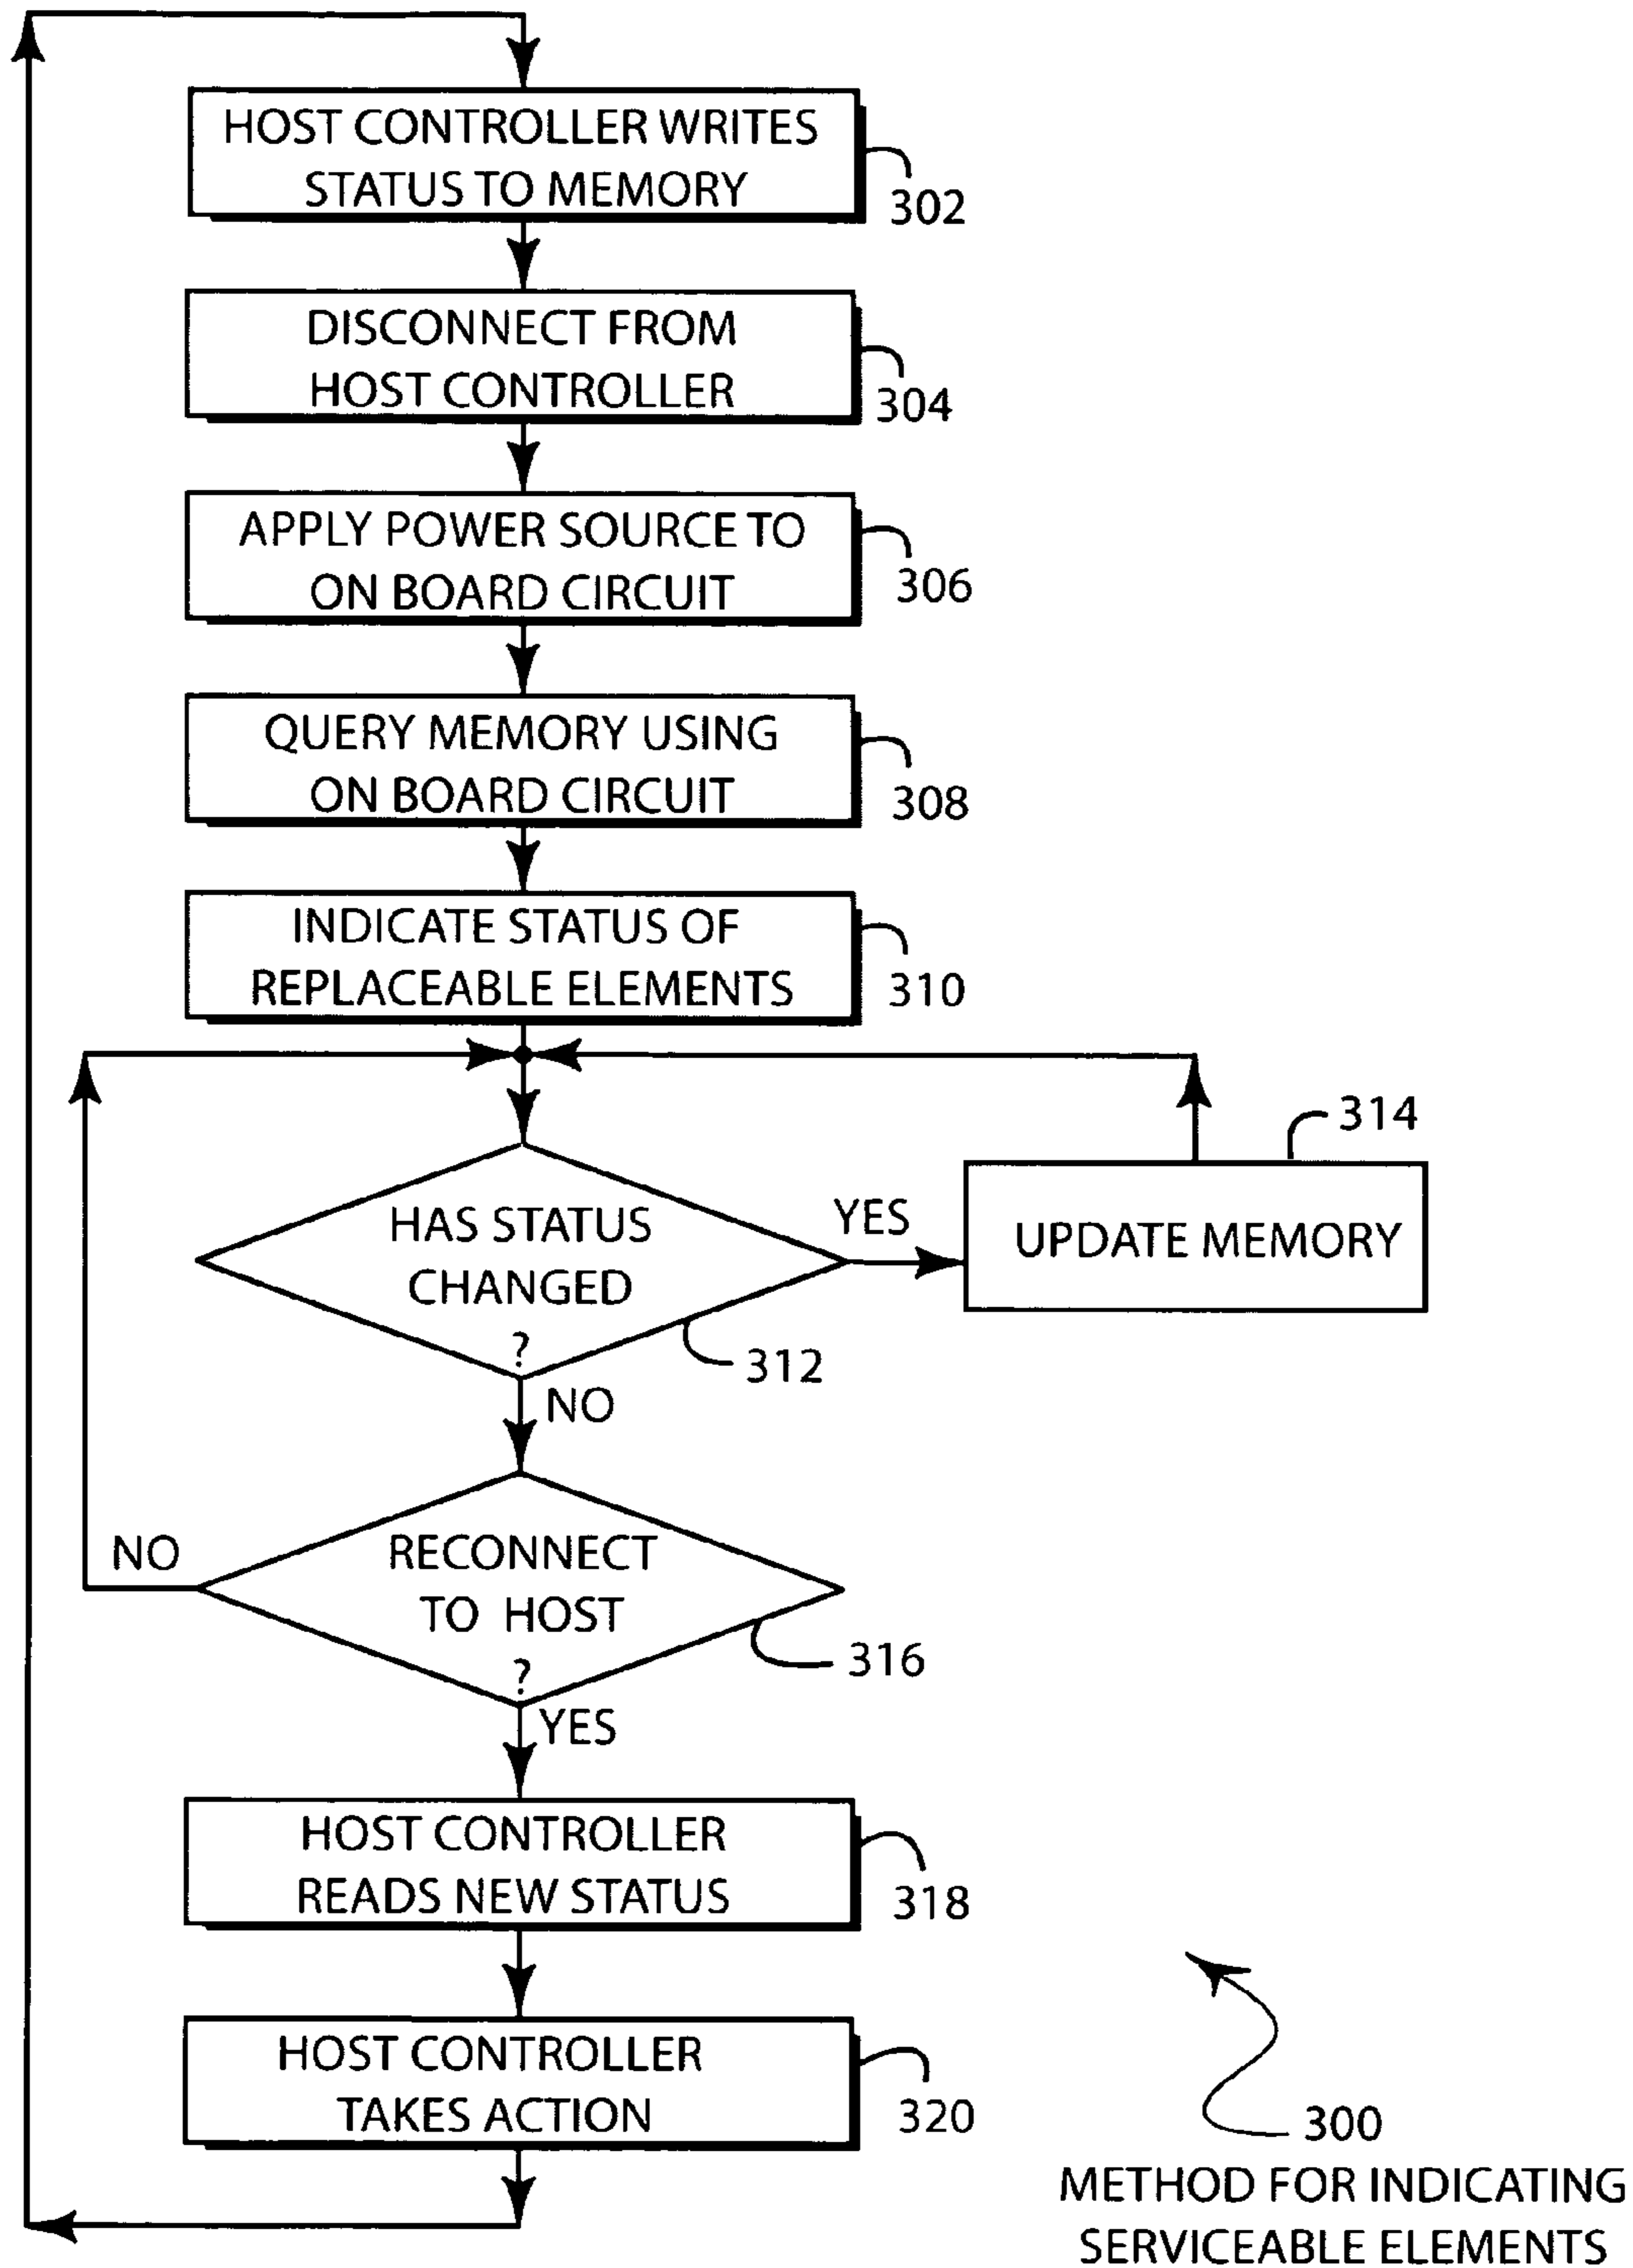 HOST CONTROLLER WRITES
STATUS TO MEMORY
302
DISCONNECT FROM
HOST CONTROLLER
304
APPLY POWER SOURCE TO
ON BOARD CIRCUIT
306
QUERY MEMORY USING
ON BOARD CIRCUIT
308
INDICATE STATUS OF
REPLACEABLE ELEMENTS
310
HAS STATUS
CHANGED
?
312
YES
314
UPDATE MEMORY
NO
RECONNECT
TO HOST
?
316
NO
YES
HOST CONTROLLER
READS NEW STATUS
318
HOST CONTROLLER
TAKES ACTION
320
300
METHOD FOR INDICATING
SERVICEABLE ELEMENTS